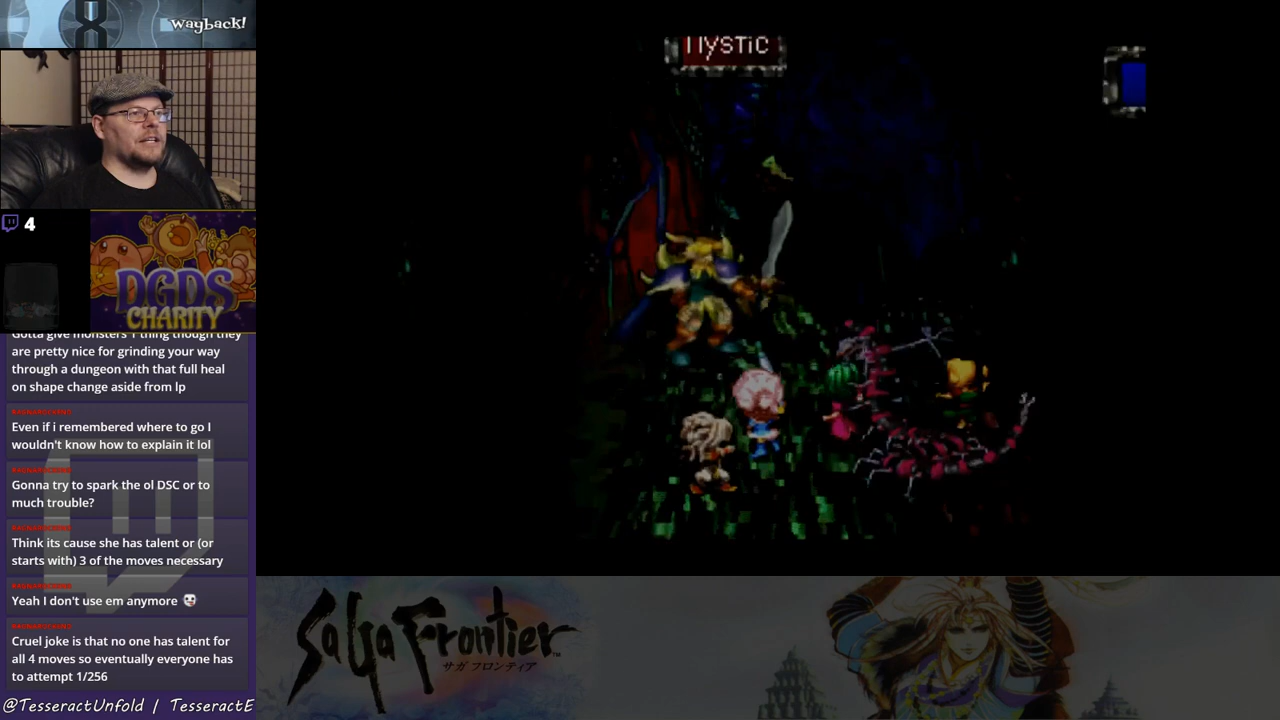 wayback!
Mystic
4
DGDS
CHARITY
Gotta give monsters 1 thing though they
are pretty nice for grinding your way
through a dungeon with that full heal
on shape change aside from lp
RAGNAROCKEND
Even if i remembered where to go I
wouldn't know how to explain it lol
Gonna try to spark the ol DSC or to
much trouble?
Think its cause she has talent or (or
starts with) 3 of the moves necessary
Yeah I don't use em anymore
Cruel joke is that no one has talent for
all 4 moves so eventually everyone has
to attempt 1/256
SaGa Frontier
サガ フロンティア
@TesseractUnfold / TesseractE